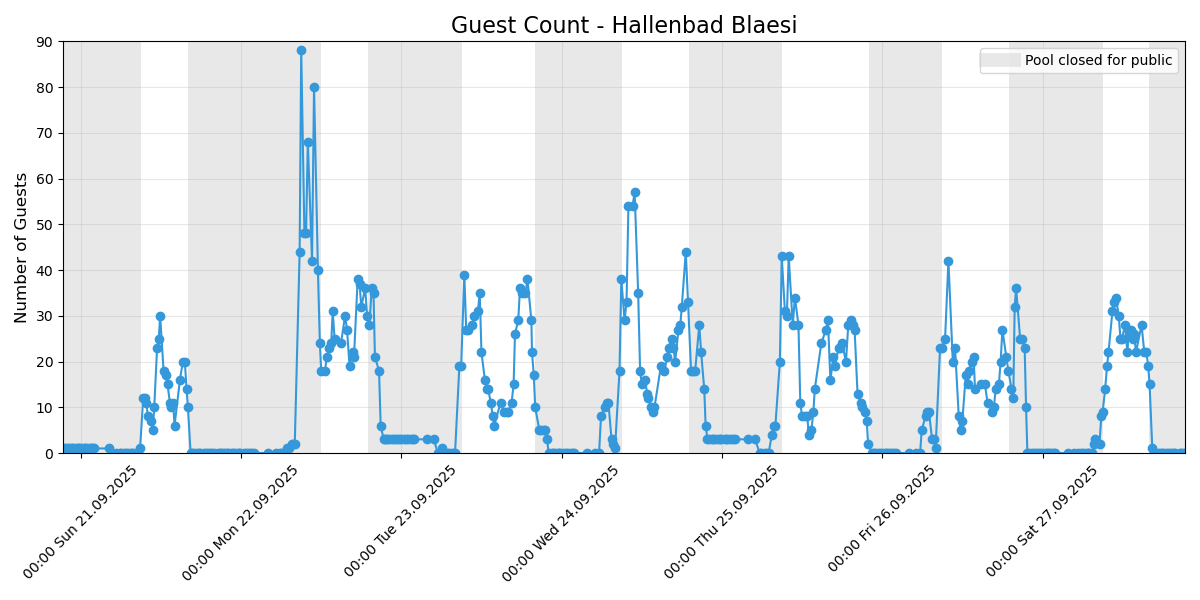 Guest Count - Hallenbad Blaesi
Number of Guests
90
80
70
60
50
40
30
20
10
0
Pool closed for public
00:00 Sun 21.09.2025
00:00 Mon 22.09.2025
00:00 Tue 23.09.2025
00:00 Wed 24.09.2025
00:00 Thu 25.09.2025
00:00 Fri 26.09.2025
00:00 Sat 27.09.2025